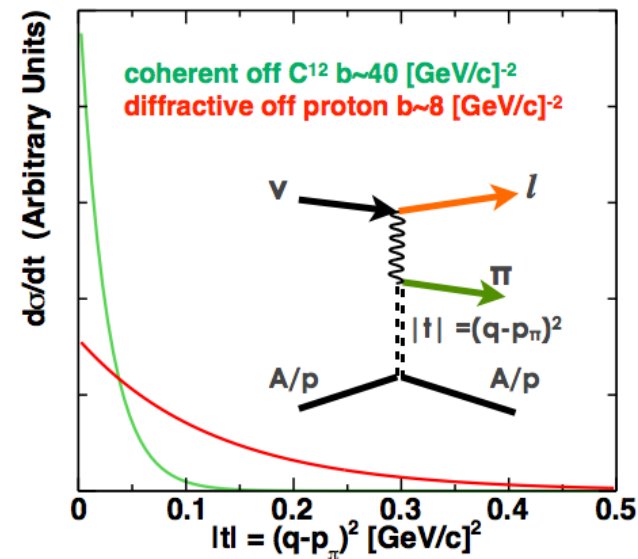 dσ/dt (Arbitrary Units)
coherent off C¹² b~40 [GeV/c]⁻²
diffractive off proton b~8 [GeV/c]⁻²
ν
l
π
|t| =(q-pπ)²
A/p
A/p
0
0.1
0.2
0.3
0.4
0.5
|t| = (q-pπ)² [GeV/c]²